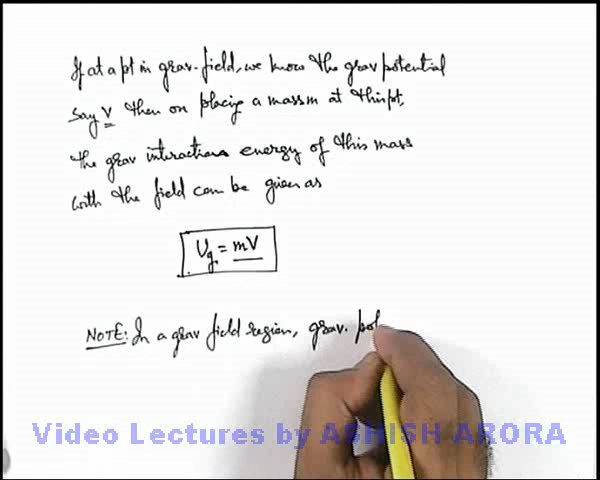 If at a pt in grav. field, we know the grav potential
say V then on placing a mass m at this pt,
the grav interaction energy of this mass
with the field can be given as
Ug = mV
NOTE: In a grav field region, grav. pot
Video Lectures by ASHISH ARORA